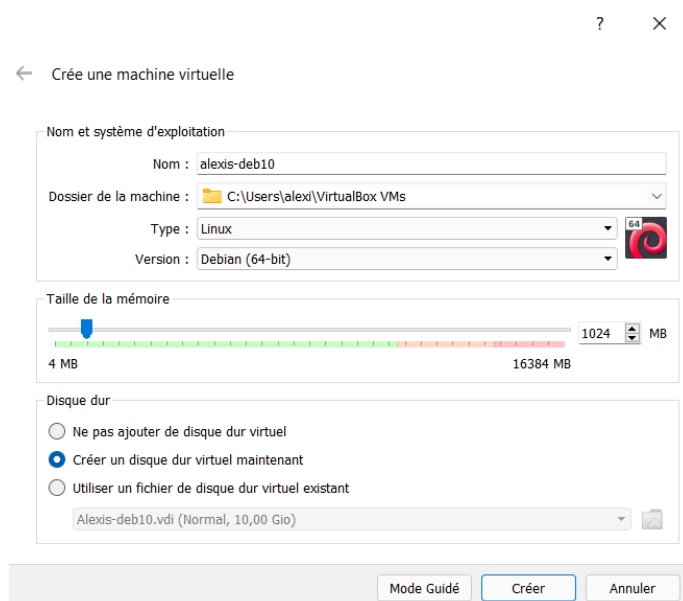 ?
Crée une machine virtuelle
Nom et système d'exploitation
Nom : alexis-deb10
Dossier de la machine : C:\Users\alexi\VirtualBox VMs
Type : Linux
64
Version : Debian (64-bit)
Taille de la mémoire
1024 MB
4 MB 16384 MB
Disque dur
Ne pas ajouter de disque dur virtuel
Créer un disque dur virtuel maintenant
Utiliser un fichier de disque dur virtuel existant
Alexis-deb10.vdi (Normal, 10,00 Gio)
Mode Guidé Créer Annuler